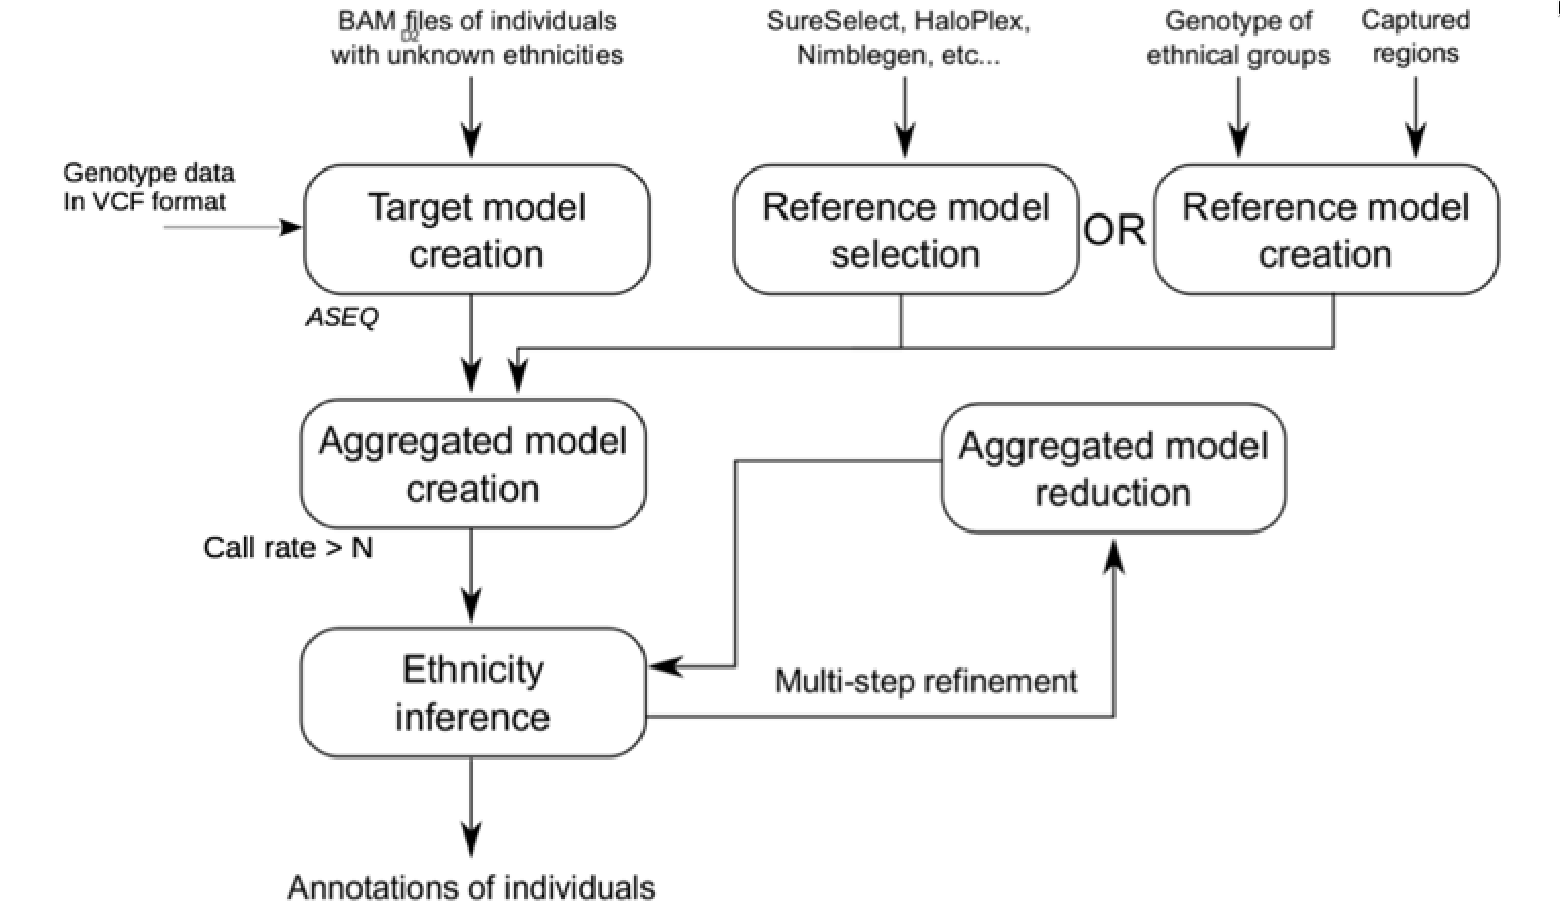 BAM files of individuals
with unknown ethnicities
SureSelect, HaloPlex,
Nimblegen, etc...
Genotype of
ethnical groups
Captured
regions
Genotype data
In VCF format
Target model
creation
Reference model
selection
OR
Reference model
creation
ASEQ
Aggregated model
creation
Aggregated model
reduction
Call rate > N
Ethnicity
inference
Multi-step refinement
Annotations of individuals